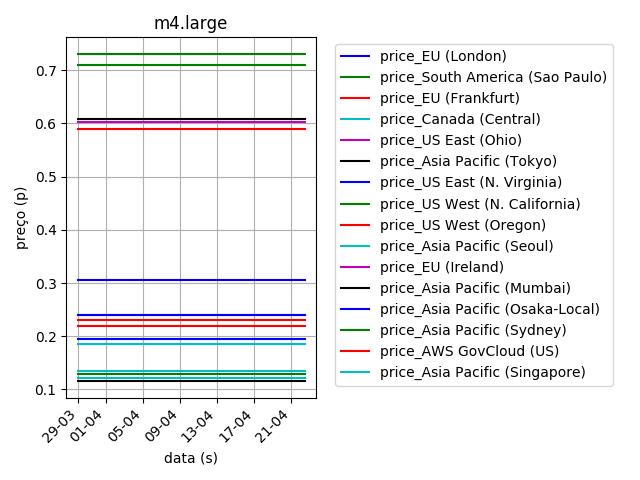 m4.large
preço (p)
0.7
0.6
0.5
0.4
0.3
0.2
0.1
29-03
01-04
05-04
09-04
13-04
17-04
21-04
data (s)
price_EU (London)
price_South America (Sao Paulo)
price_EU (Frankfurt)
price_Canada (Central)
price_US East (Ohio)
price_Asia Pacific (Tokyo)
price_US East (N. Virginia)
price_US West (N. California)
price_US West (Oregon)
price_Asia Pacific (Seoul)
price_EU (Ireland)
price_Asia Pacific (Mumbai)
price_Asia Pacific (Osaka-Local)
price_Asia Pacific (Sydney)
price_AWS GovCloud (US)
price_Asia Pacific (Singapore)